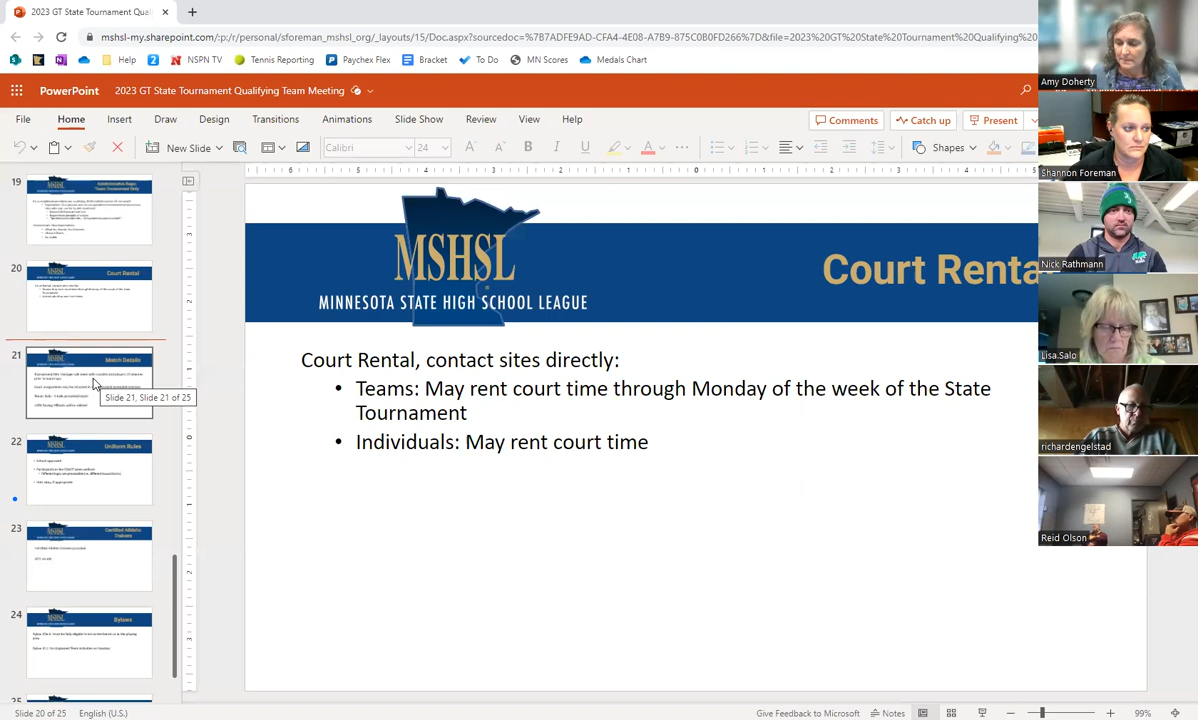 2023 GT State Tournament Qualif
mshsl-my.sharepoint.com/:p:/r/personal/sforeman_mshsl_org/_layouts/15/Doc.aspx?sourcedoc=%7B7ADFE9AD-CFA4-4E08-A7B9-875C0B0FD266%7D&file=2023%20GT%20State%20Tournament%20Qualifying%20
Help
NSPN TV
Tennis Reporting
Paychex Flex
Bracket
To Do
MN Scores
Medals Chart
PowerPoint
2023 GT State Tournament Qualifying Team Meeting
File Home Insert Draw Design Transitions Animations Slide Show Review View Help
Comments
Catch up
Present
New Slide
Calibri
24
Shapes
19
20
Court Rental
21
Match Details
Slide 21, Slide 21 of 25
22
Uniform Rules
23
Certified Athletic
Trainers
24
Bylaws
25
MSHSL
MINNESOTA STATE HIGH SCHOOL LEAGUE
Court Renta
Court Rental, contact sites directly:
• Teams: May rent court time through Monday of the week of the State
Tournament
• Individuals: May rent court time
Amy Doherty
Shannon Foreman
Nick Rathmann
Lisa.Salo
richardengelstad
Reid Olson
Slide 20 of 25
English (U.S.)
Give Feedback to Microsoft
Notes
99%